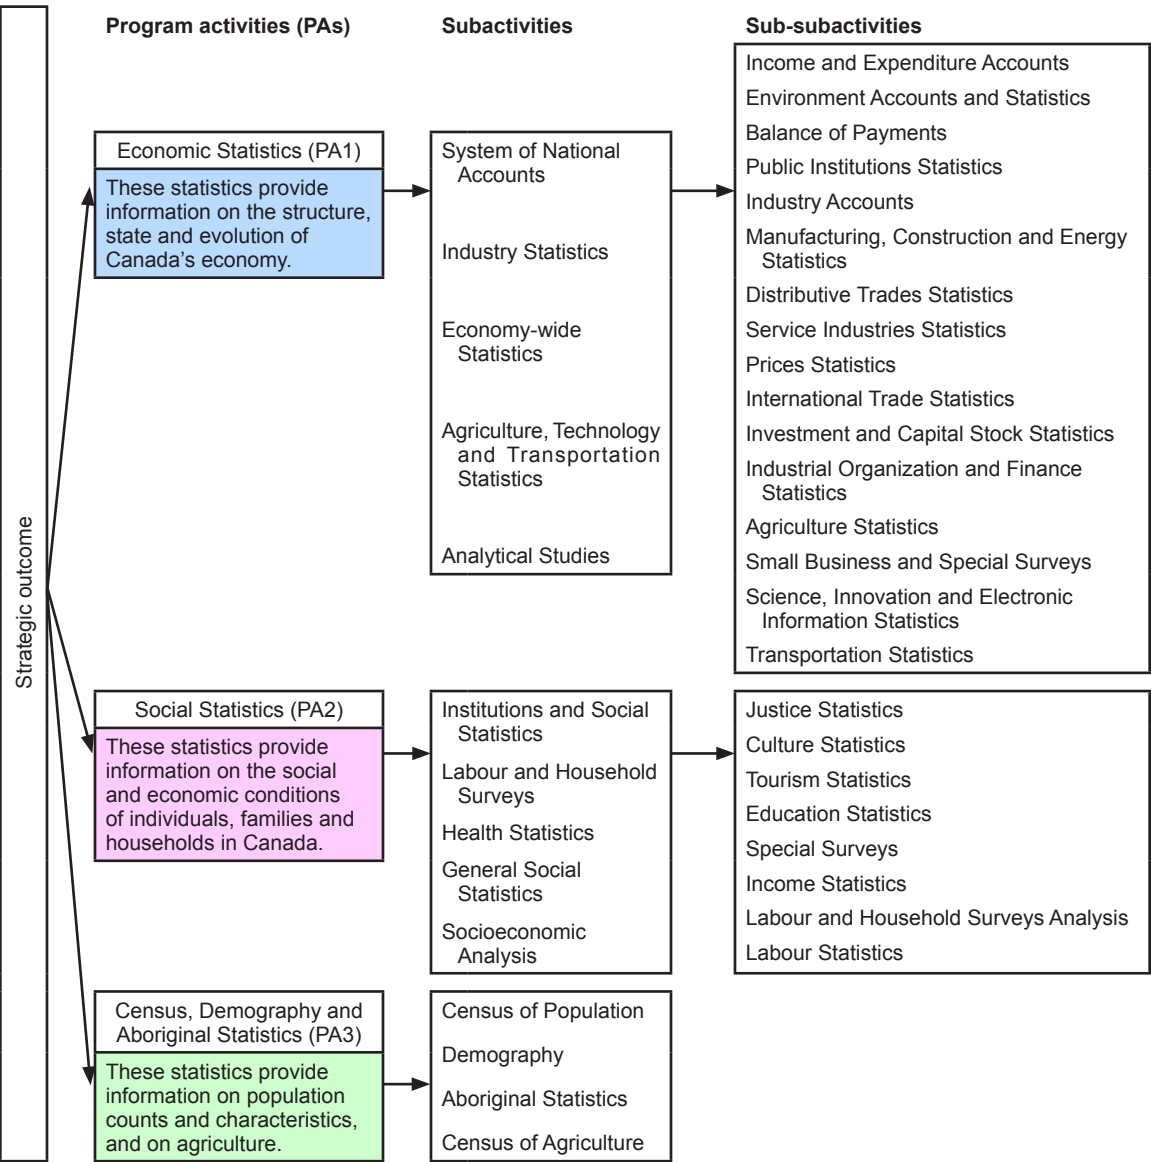 Program activities (PAs)
Subactivities
Sub-subactivities
Strategic outcome
Economic Statistics (PA1)
These statistics provide
information on the structure,
state and evolution of
Canada's economy.
System of National
Accounts
Industry Statistics
Economy-wide
Statistics
Agriculture, Technology
and Transportation
Statistics
Analytical Studies
Income and Expenditure Accounts
Environment Accounts and Statistics
Balance of Payments
Public Institutions Statistics
Industry Accounts
Manufacturing, Construction and Energy
Statistics
Distributive Trades Statistics
Service Industries Statistics
Prices Statistics
International Trade Statistics
Investment and Capital Stock Statistics
Industrial Organization and Finance
Statistics
Agriculture Statistics
Small Business and Special Surveys
Science, Innovation and Electronic
Information Statistics
Transportation Statistics
Social Statistics (PA2)
These statistics provide
information on the social
and economic conditions
of individuals, families and
households in Canada.
Institutions and Social
Statistics
Labour and Household
Surveys
Health Statistics
General Social
Statistics
Socioeconomic
Analysis
Justice Statistics
Culture Statistics
Tourism Statistics
Education Statistics
Special Surveys
Income Statistics
Labour and Household Surveys Analysis
Labour Statistics
Census, Demography and
Aboriginal Statistics (PA3)
These statistics provide
information on population
counts and characteristics,
and on agriculture.
Census of Population
Demography
Aboriginal Statistics
Census of Agriculture